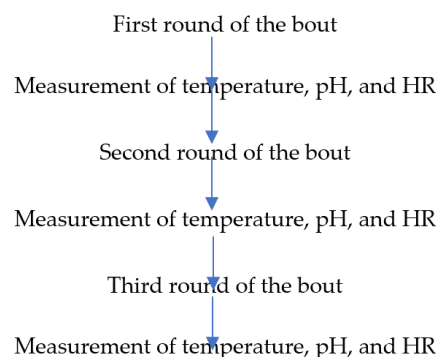 First round of the bout
Measurement of temperature, pH, and HR
Second round of the bout
Measurement of temperature, pH, and HR
Third round of the bout
Measurement of temperature, pH, and HR